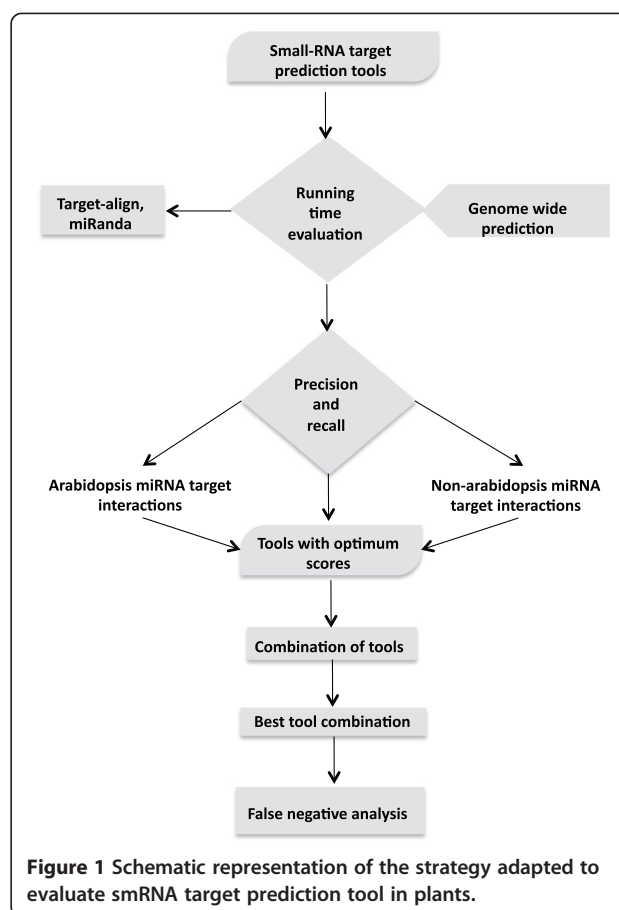 Small-RNA target
prediction tools
Running
time
evaluation
Target-align,
miRanda
Genome wide
prediction
Precision
and
recall
Arabidopsis miRNA target
interactions
Non-arabidopsis miRNA
target interactions
Tools with optimum
scores
Combination of tools
Best tool combination
False negative analysis
Figure 1 Schematic representation of the strategy adapted to
evaluate smRNA target prediction tool in plants.